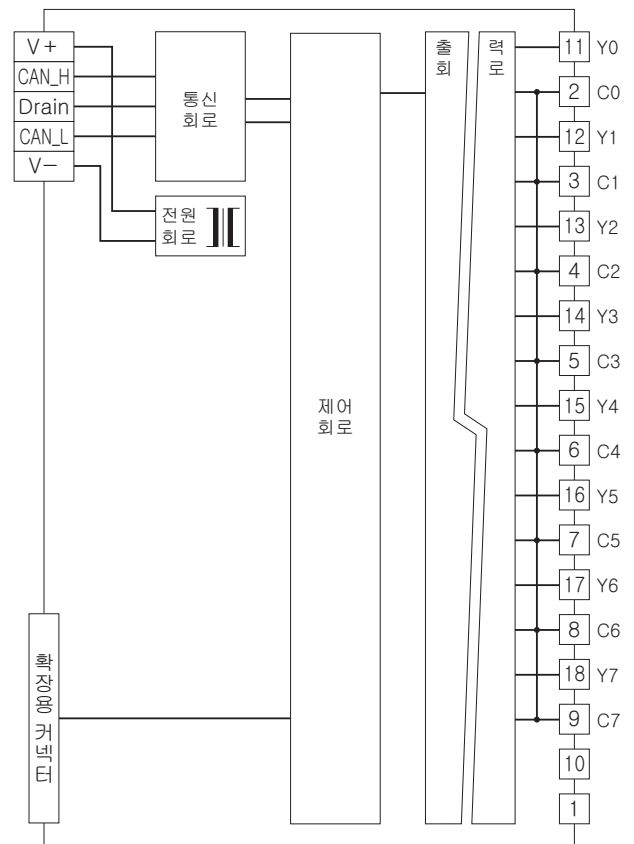 V+
CAN_H
Drain
CAN_L
V−
통신
회로
전원
회로
제어
회로
출 력
회 로
확장용 커넥터
11 Y0
2 C0
12 Y1
3 C1
13 Y2
4 C2
14 Y3
5 C3
15 Y4
6 C4
16 Y5
7 C5
17 Y6
8 C6
18 Y7
9 C7
10
1